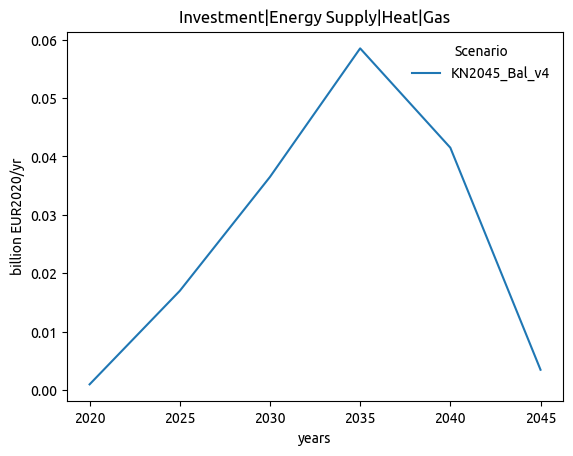 Investment|Energy Supply|Heat|Gas
Scenario
KN2045_Bal_v4
billion EUR2020/yr
0.06
0.05
0.04
0.03
0.02
0.01
0.00
2020 2025 2030 2035 2040 2045
years